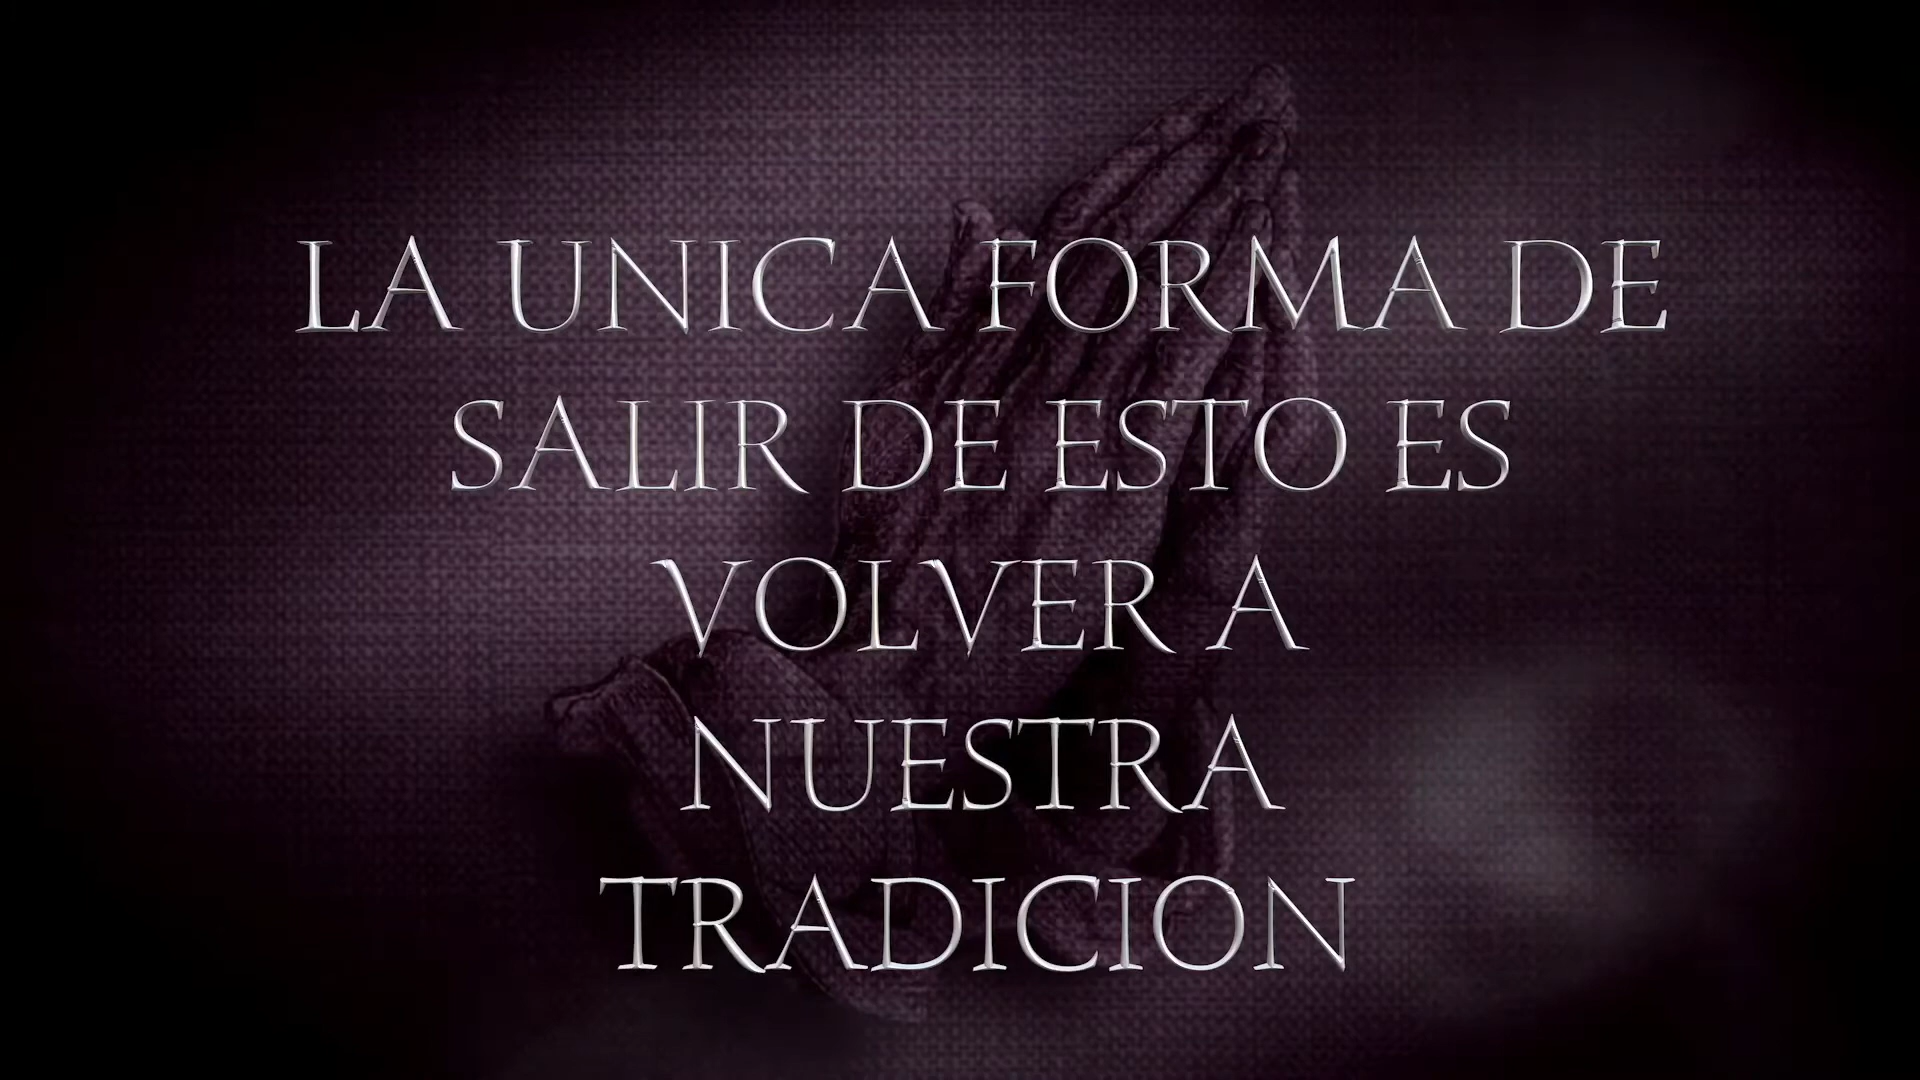 LA UNICA FORMA DE
SALIR DE ESTO ES
VOLVER A
NUESTRA
TRADICION